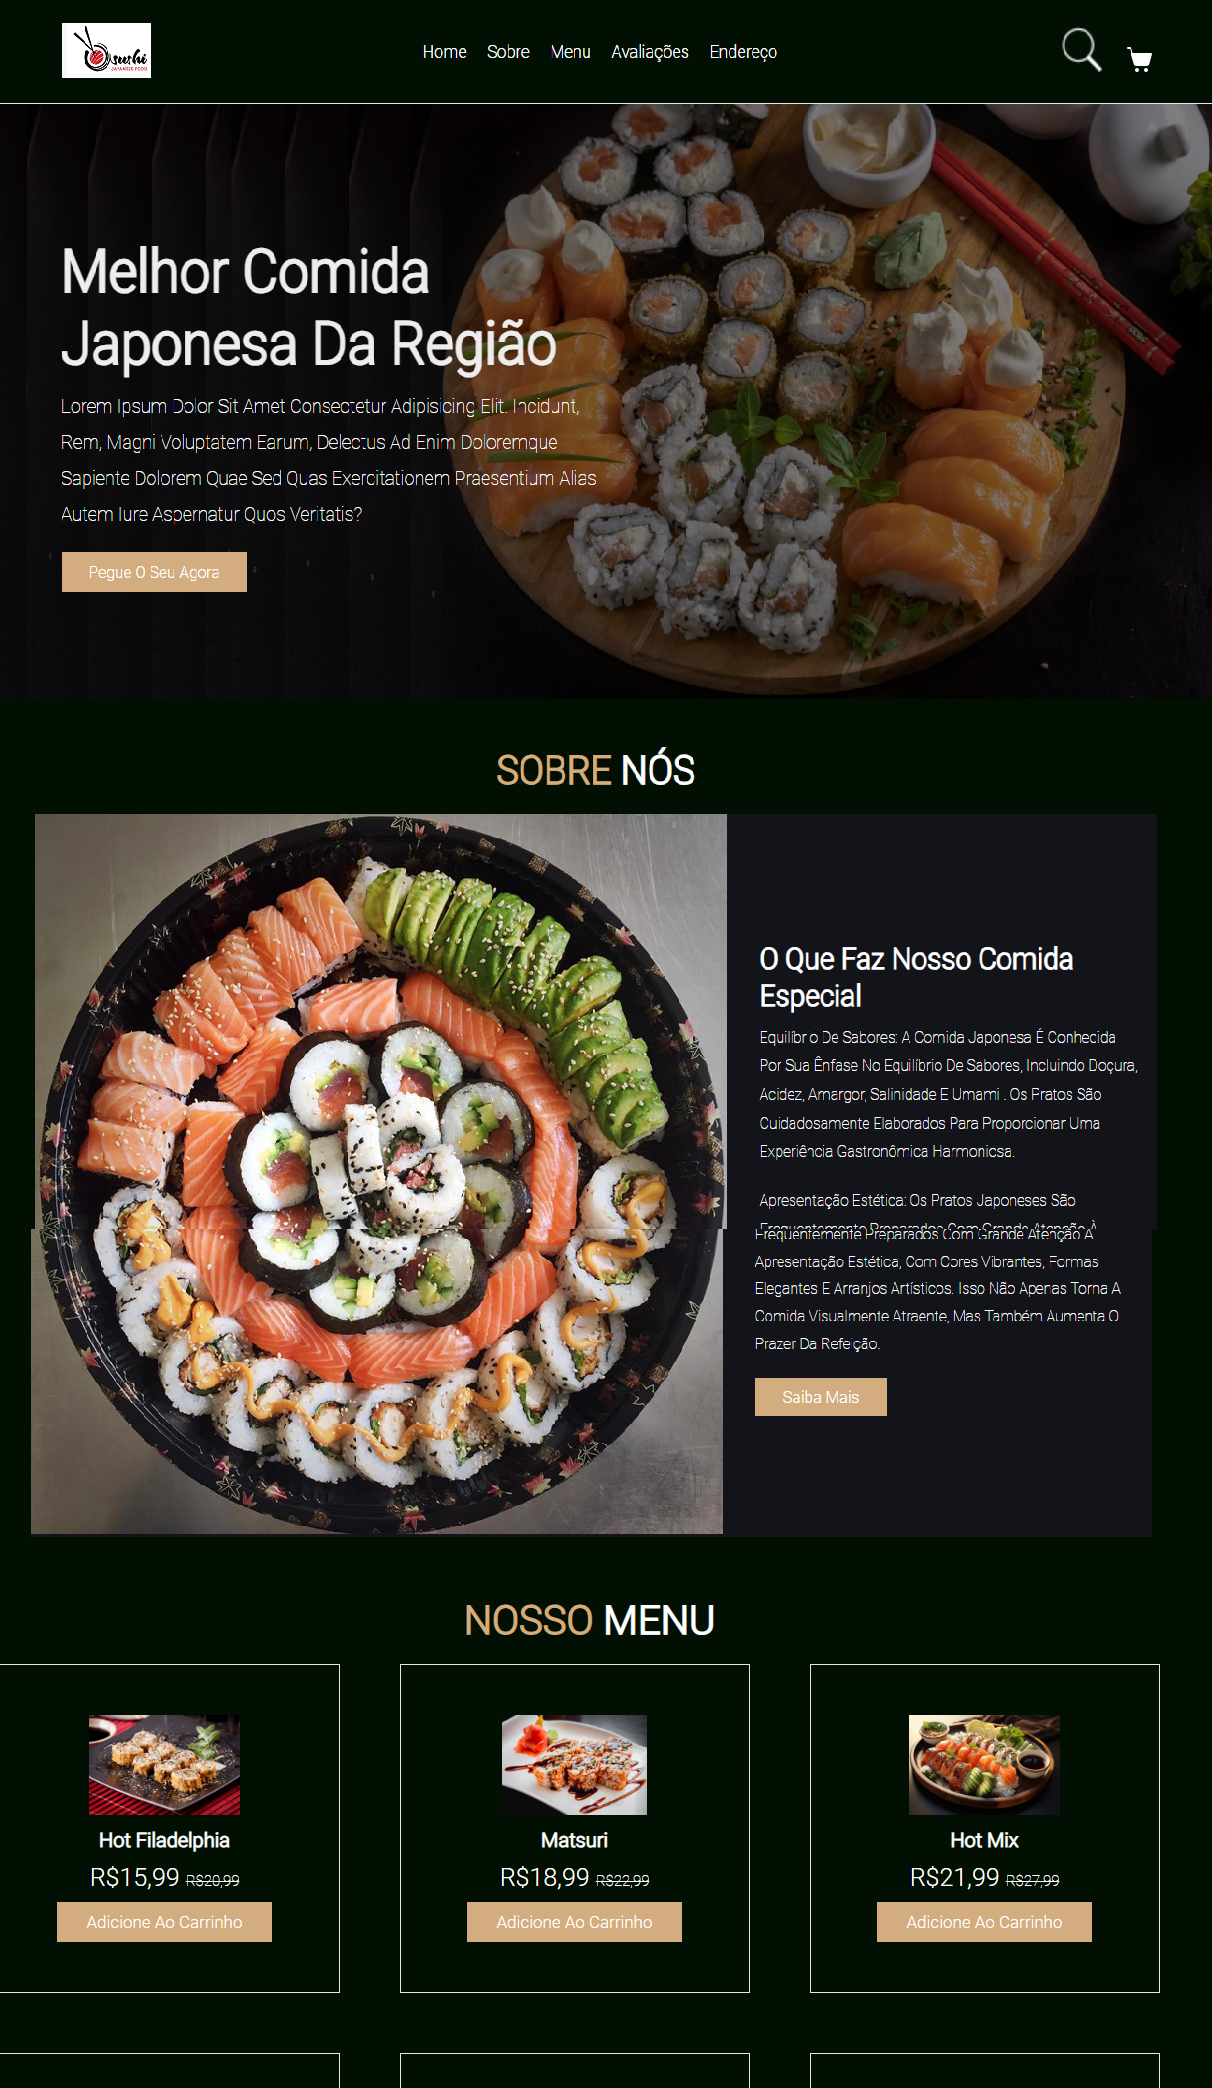 sushi
JAPANESE FOOD
Home Sobre Menu Avaliações Endereço
Melhor Comida
Japonesa Da Região
Lorem Ipsum Dolor Sit Amet Consectetur Adipisicing Elit. Incidunt,
Rem, Magni Voluptatem Earum, Delectus Ad Enim Doloremque
Sapiente Dolorem Quae Sed Quas Exercitationem Praesentium Alias
Autem Iure Aspernatur Quos Veritatis?
Pegue O Seu Agora
SOBRE NÓS
O Que Faz Nosso Comida
Especial
Equilíbrio De Sabores: A Comida Japonesa É Conhecida
Por Sua Ênfase No Equilíbrio De Sabores, Incluindo Doçura,
Acidez, Amargor, Salinidade E Umami . Os Pratos São
Cuidadosamente Elaborados Para Proporcionar Uma
Experiência Gastronômica Harmoniosa.
Apresentação Estética: Os Pratos Japoneses São
Frequentemente Preparados Com Grande Atenção À
Apresentação Estética, Com Cores Vibrantes, Formas
Elegantes E Arranjos Artísticos. Isso Não Apenas Torna A
Comida Visualmente Atraente, Mas Também Aumenta O
Prazer Da Refeição.
Saiba Mais
NOSSO MENU
Hot Filadelphia
R$15,99 R$20,99
Adicione Ao Carrinho
Matsuri
R$18,99 R$22,99
Adicione Ao Carrinho
Hot Mix
R$21,99 R$27,99
Adicione Ao Carrinho